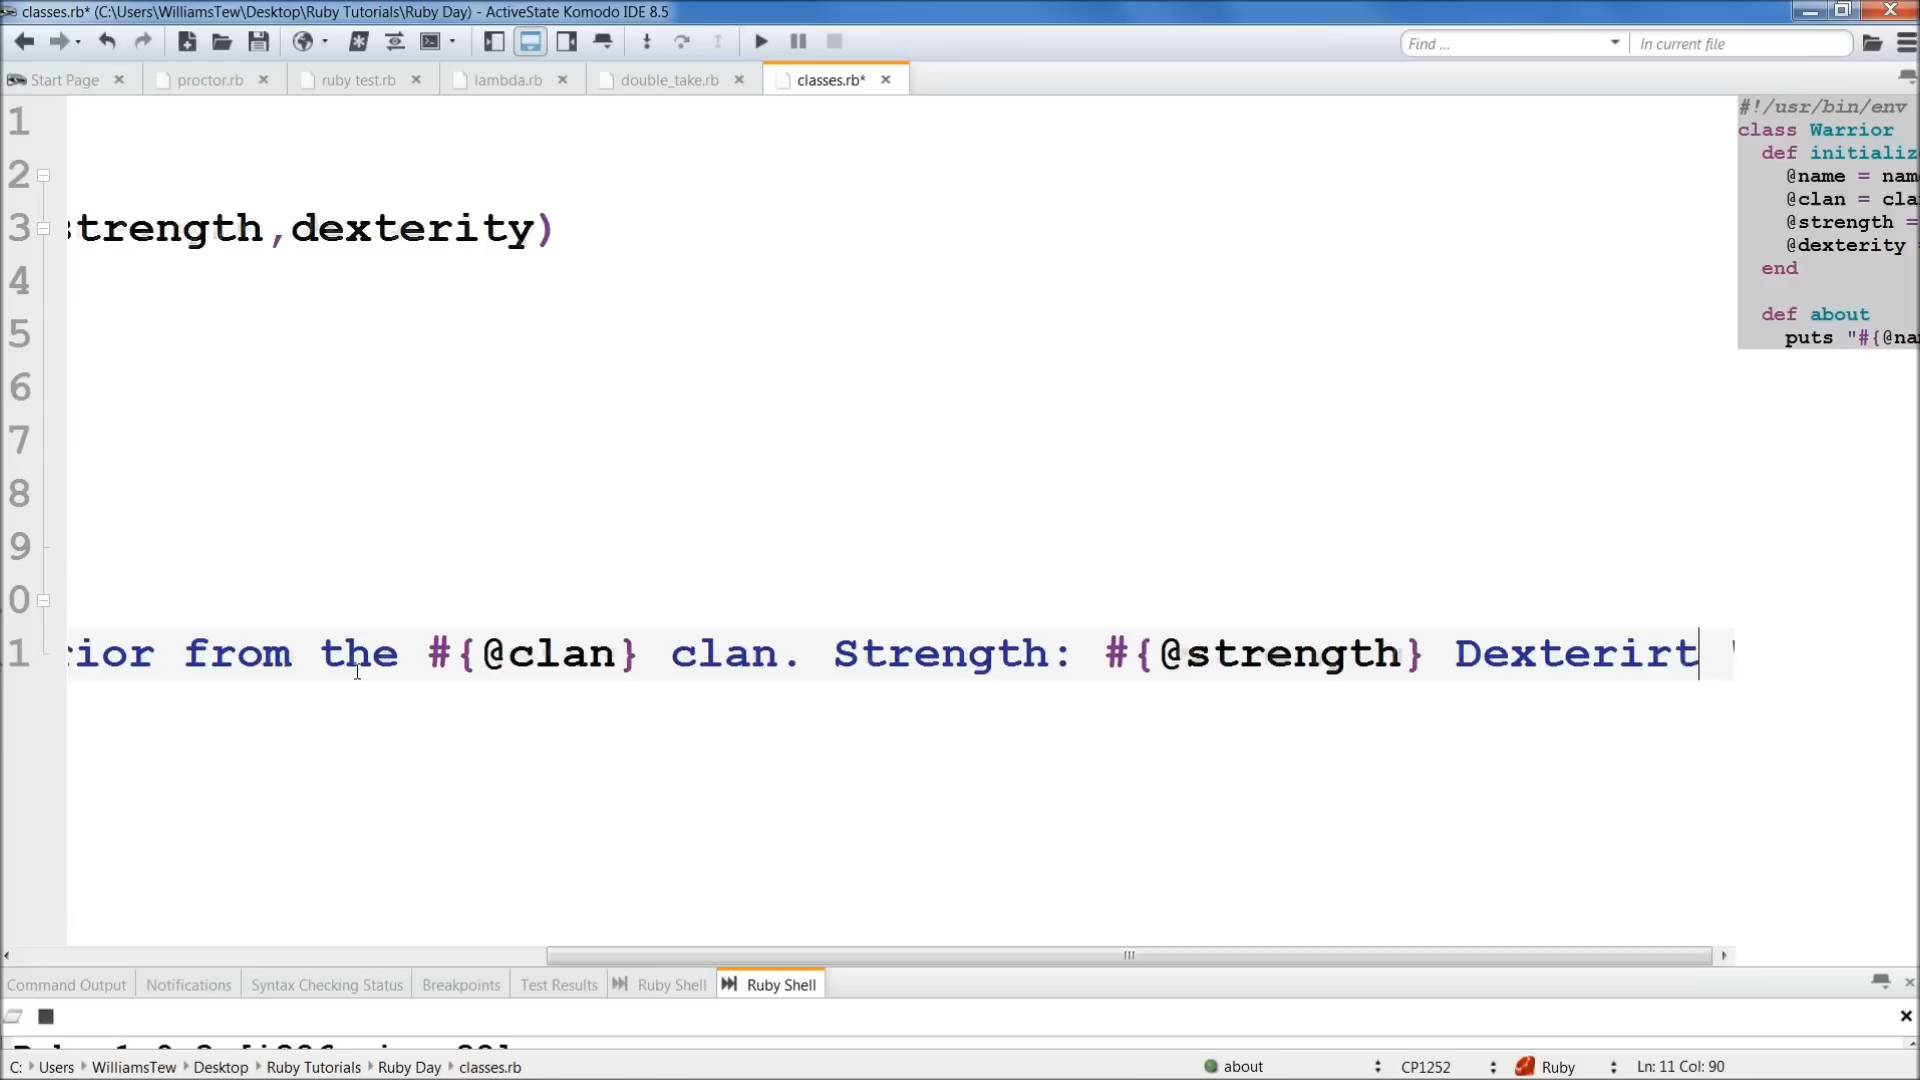 classes.rb* (C:\Users\WilliamsTew\Desktop\Ruby Tutorials\Ruby Day) - ActiveState Komodo IDE 8.5
Find ...
In current file
Start Page
proctor.rb
ruby test.rb
lambda.rb
double_take.rb
classes.rb*
1
2
3 strength,dexterity)
4
5
6
7
8
9
0
1 rior from the #{@clan} clan. Strength: #{@strength} Dexterirt
#!/usr/bin/env
class Warrior
def initializ
@name = nam
@clan = cla
@strength =
@dexterity
end
def about
puts "#{@na
Command Output
Notifications
Syntax Checking Status
Breakpoints
Test Results
Ruby Shell
Ruby Shell
C: Users WilliamsTew Desktop Ruby Tutorials Ruby Day classes.rb
about
CP1252
Ruby
Ln: 11 Col: 90